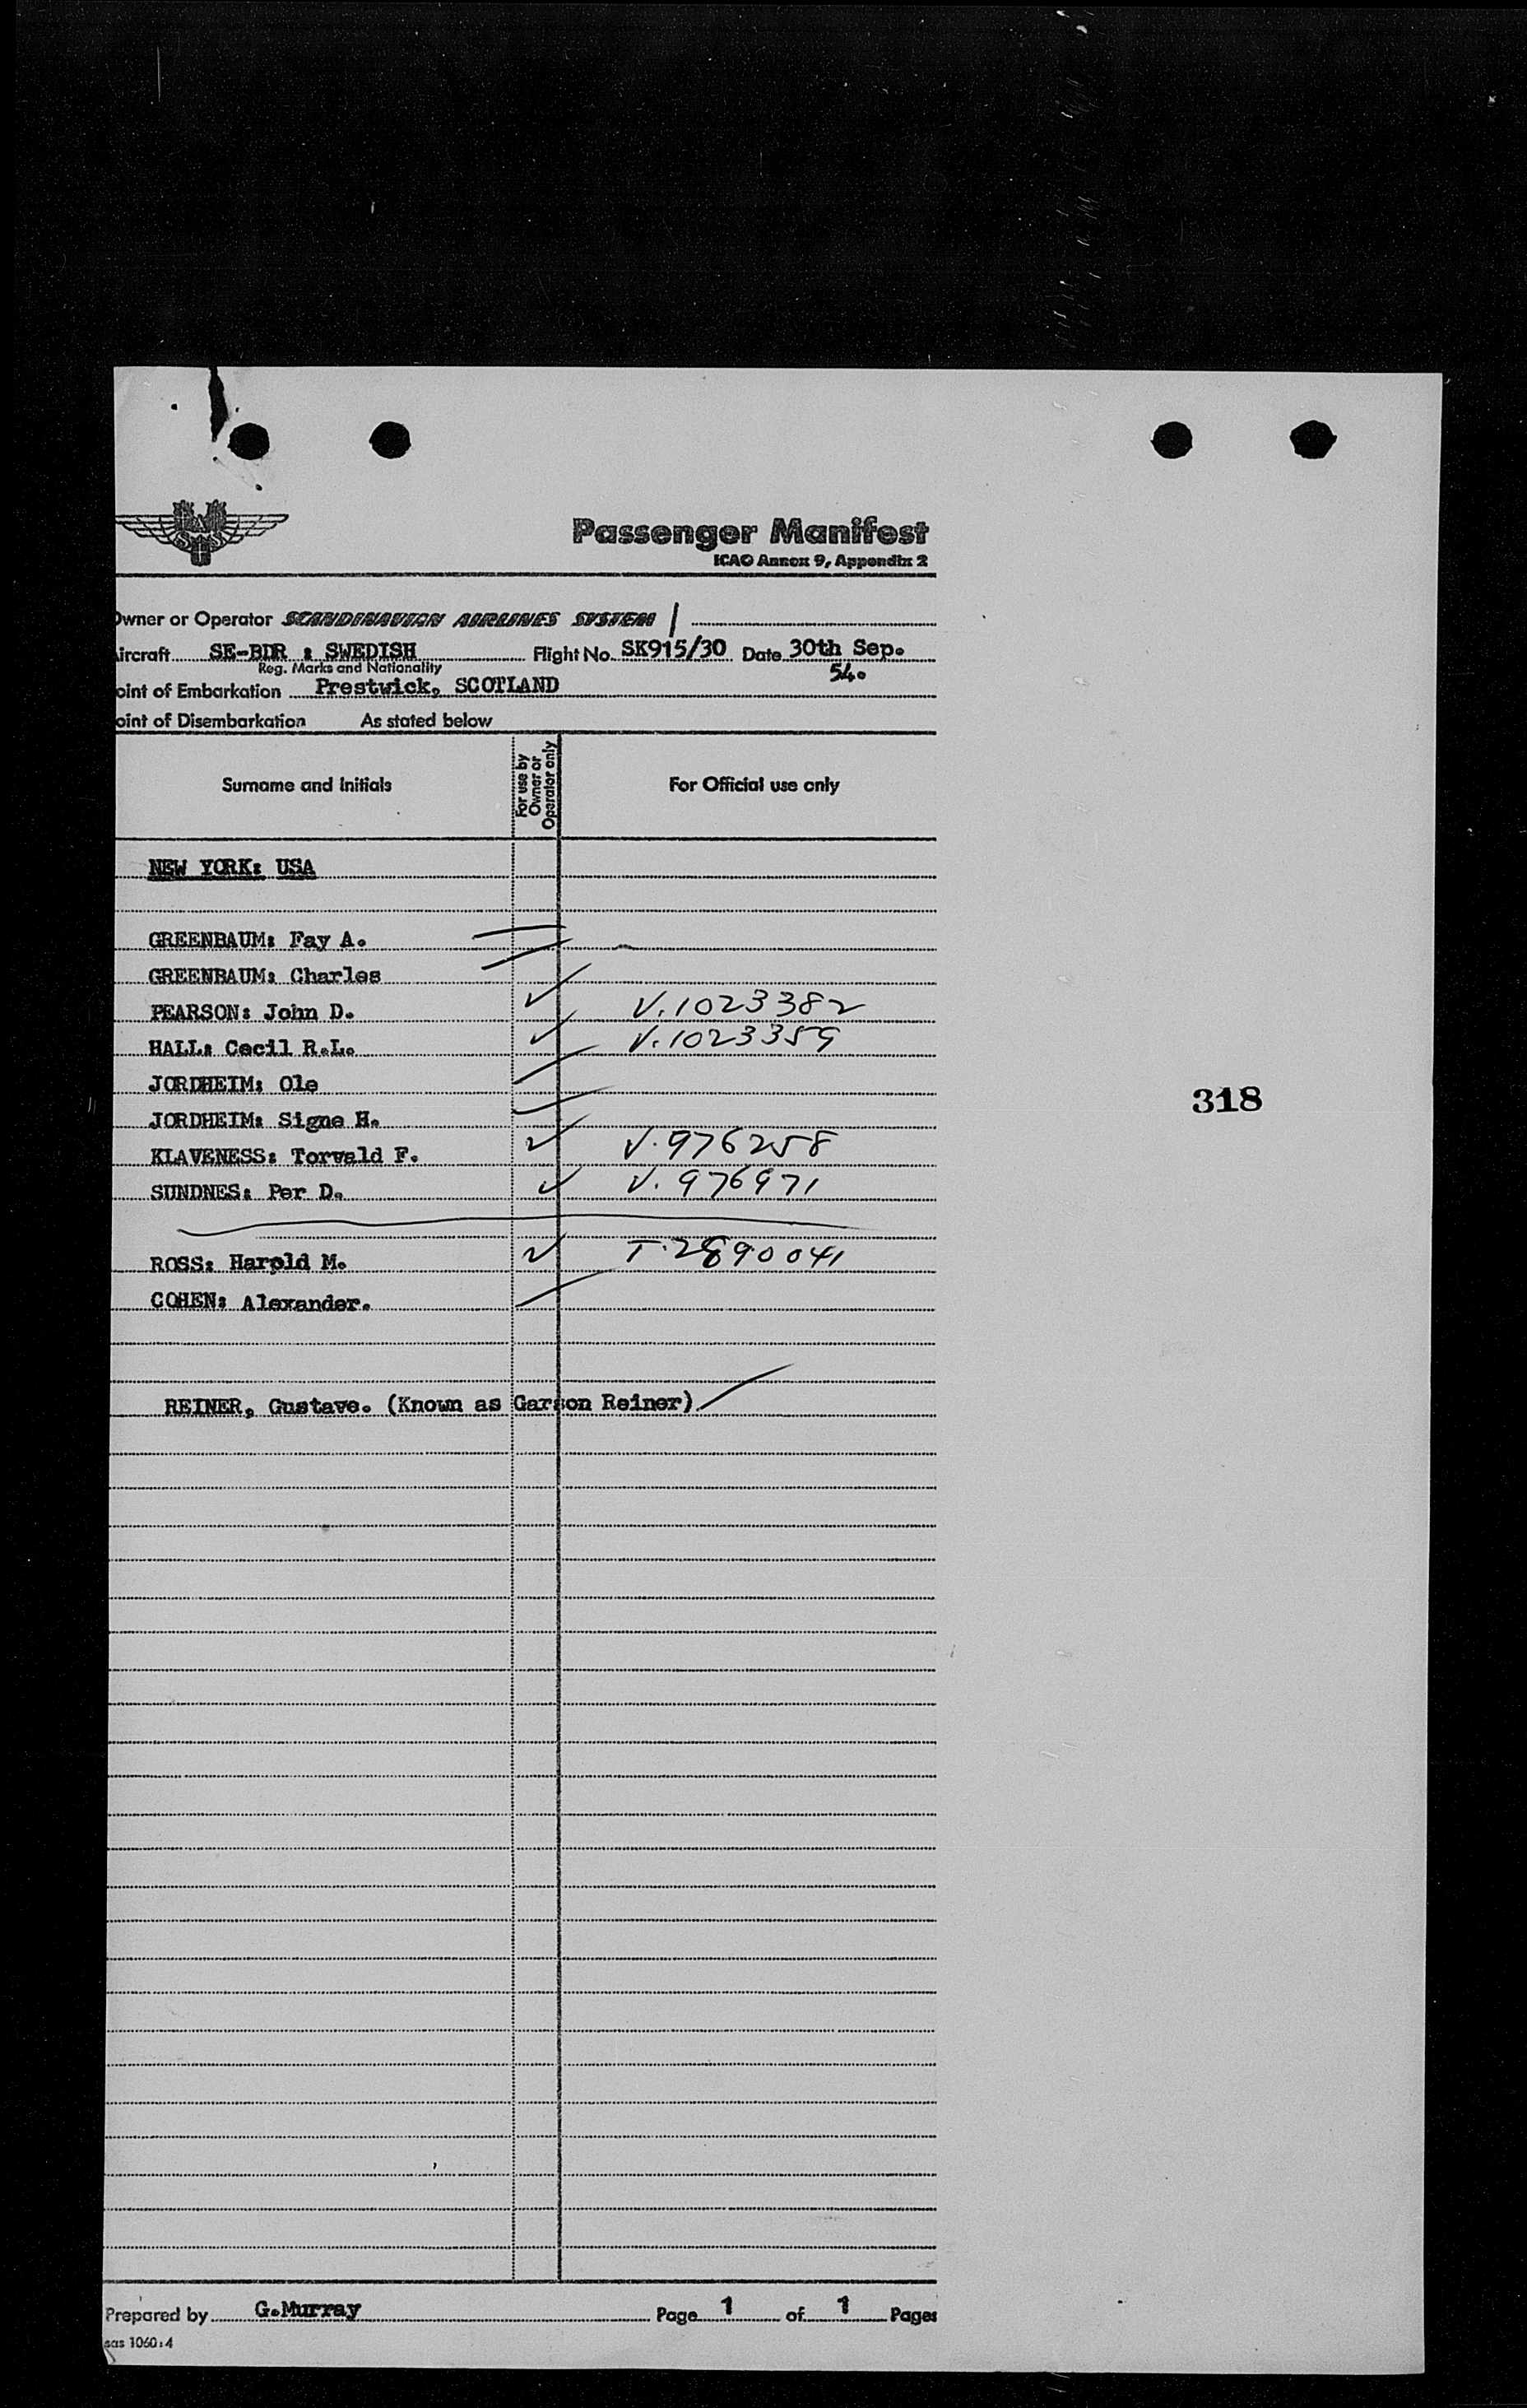 SAS
Passenger Manifest
ICAO Annex 9, Appendix 2
Owner or Operator SCANDINAVIAN AIRLINES SYSTEM /
ircraft SE-BDR : SWEDISH Flight No. SK915/30 Date 30th Sep.
Reg. Marks and Nationality 54.
oint of Embarkation Prestwick, SCOTLAND
oint of Disembarkation As stated below
Surname and Initials
For use by Owner or Operator only
For Official use only
NEW YORK: USA
GREENBAUM: Fay A.
GREENBAUM: Charles
PEARSON: John D. ✓ V.1023382
HALL: Cecil R.L. ✓ V.1023359
JORDHEIM: Ole
JORDHEIM: Signe H.
318
KLAVENESS: Torvald F. ✓ V.976258
SUNDNES: Per D. ✓ V.976971
ROSS: Harold M. ✓ T.2890041
COHEN: Alexander.
REINER, Gustave. (Known as Garson Reiner)
Prepared by G.Murray Page 1 of 1 Pages
sas 1060:4